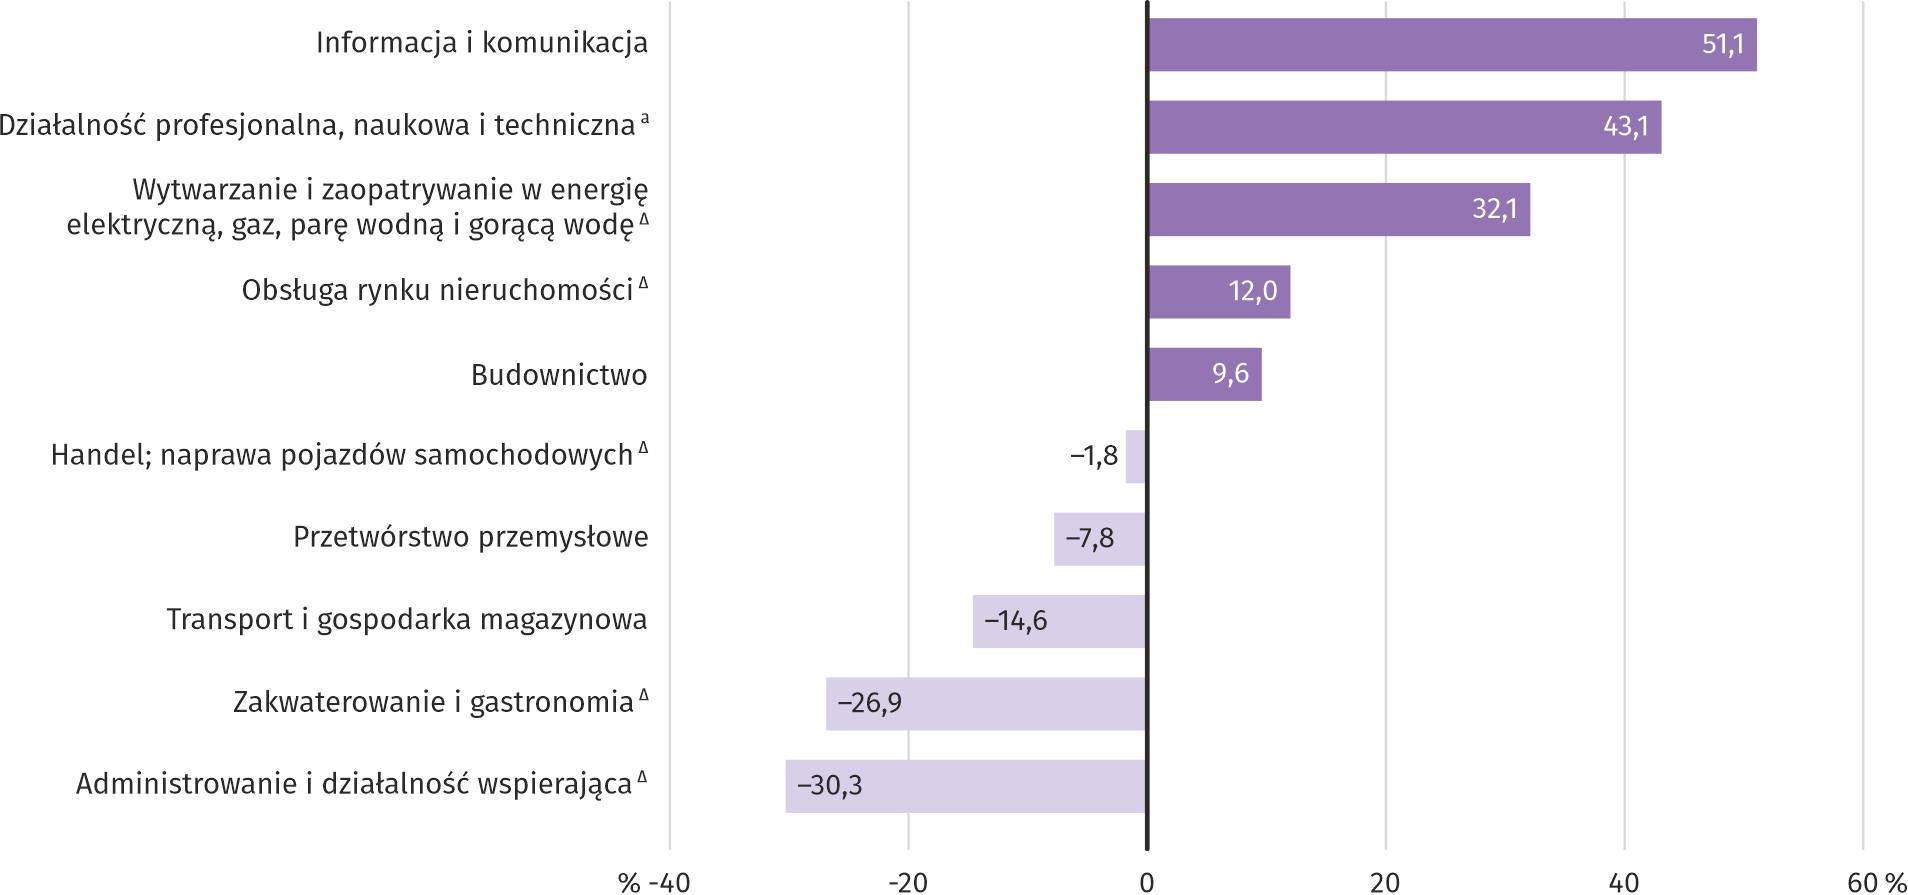 Informacja i komunikacja 51,1
Działalność profesjonalna, naukowa i techniczna ᵃ 43,1
Wytwarzanie i zaopatrywanie w energię
elektryczną, gaz, parę wodną i gorącą wodę Δ 32,1
Obsługa rynku nieruchomości Δ 12,0
Budownictwo 9,6
Handel; naprawa pojazdów samochodowych Δ –1,8
Przetwórstwo przemysłowe –7,8
Transport i gospodarka magazynowa –14,6
Zakwaterowanie i gastronomia Δ –26,9
Administrowanie i działalność wspierająca Δ –30,3
% -40 -20 0 20 40 60 %